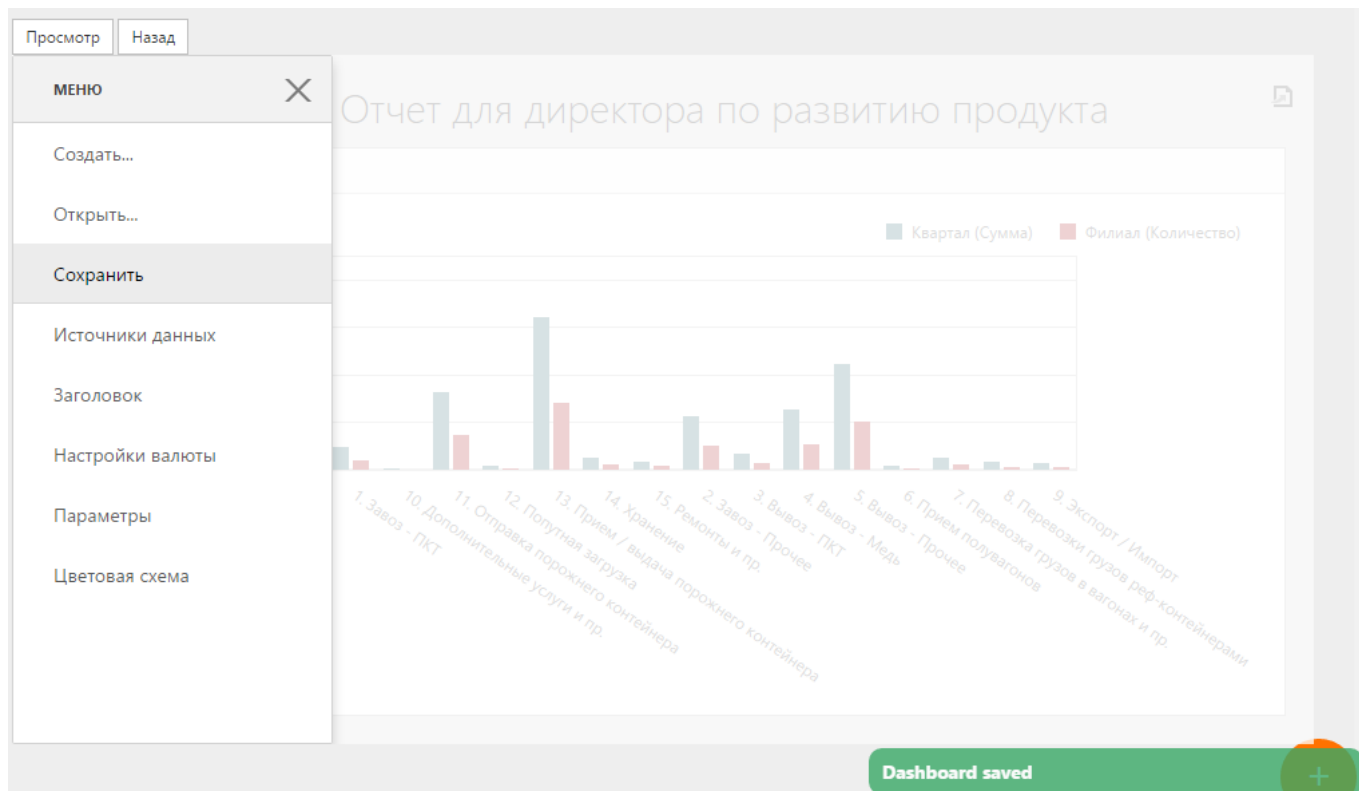 Просмотр
Назад
МЕНЮ
Создать...
Открыть...
Сохранить
Источники данных
Заголовок
Настройки валюты
Параметры
Цветовая схема
Отчет для директора по развитию продукта
Квартал (Сумма)
Филиал (Количество)
1. Завоз - ПКТ
10. Дополнительные услуги и пр.
11. Отправка порожнего контейнера
12. Попутная загрузка
13. Прием / выдача порожнего контейнера
14. Хранение
15. Ремонты и пр.
2. Завоз - Прочее
3. Вывоз - ПКТ
4. Вывоз - Медь
5. Вывоз - Прочее
6. Прием полувагонов
7. Перевозка грузов в вагонах и пр.
8. Перевозки грузов реф-контейнерами
9. Экспорт / Импорт
Dashboard saved